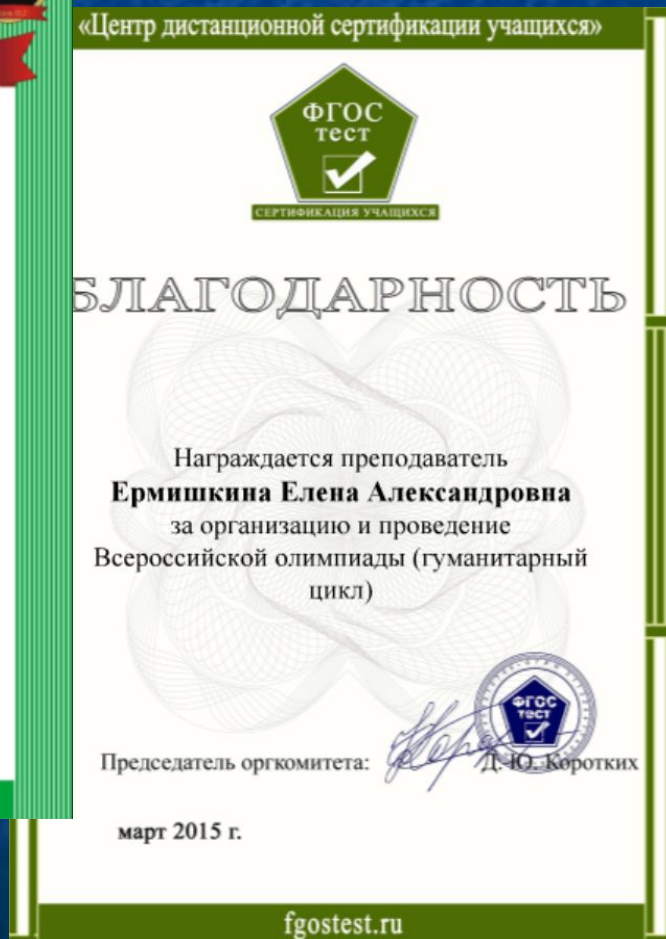 «Центр дистанционной сертификации учащихся»
ФГОС
тест
СЕРТИФИКАЦИЯ УЧАЩИХСЯ
БЛАГОДАРНОСТЬ
Награждается преподаватель
Ермишкина Елена Александровна
за организацию и проведение
Всероссийской олимпиады (гуманитарный
цикл)
ФГОС
тест
Председатель оргкомитета:
Д. Ю. Коротких
март 2015 г.
fgostest.ru